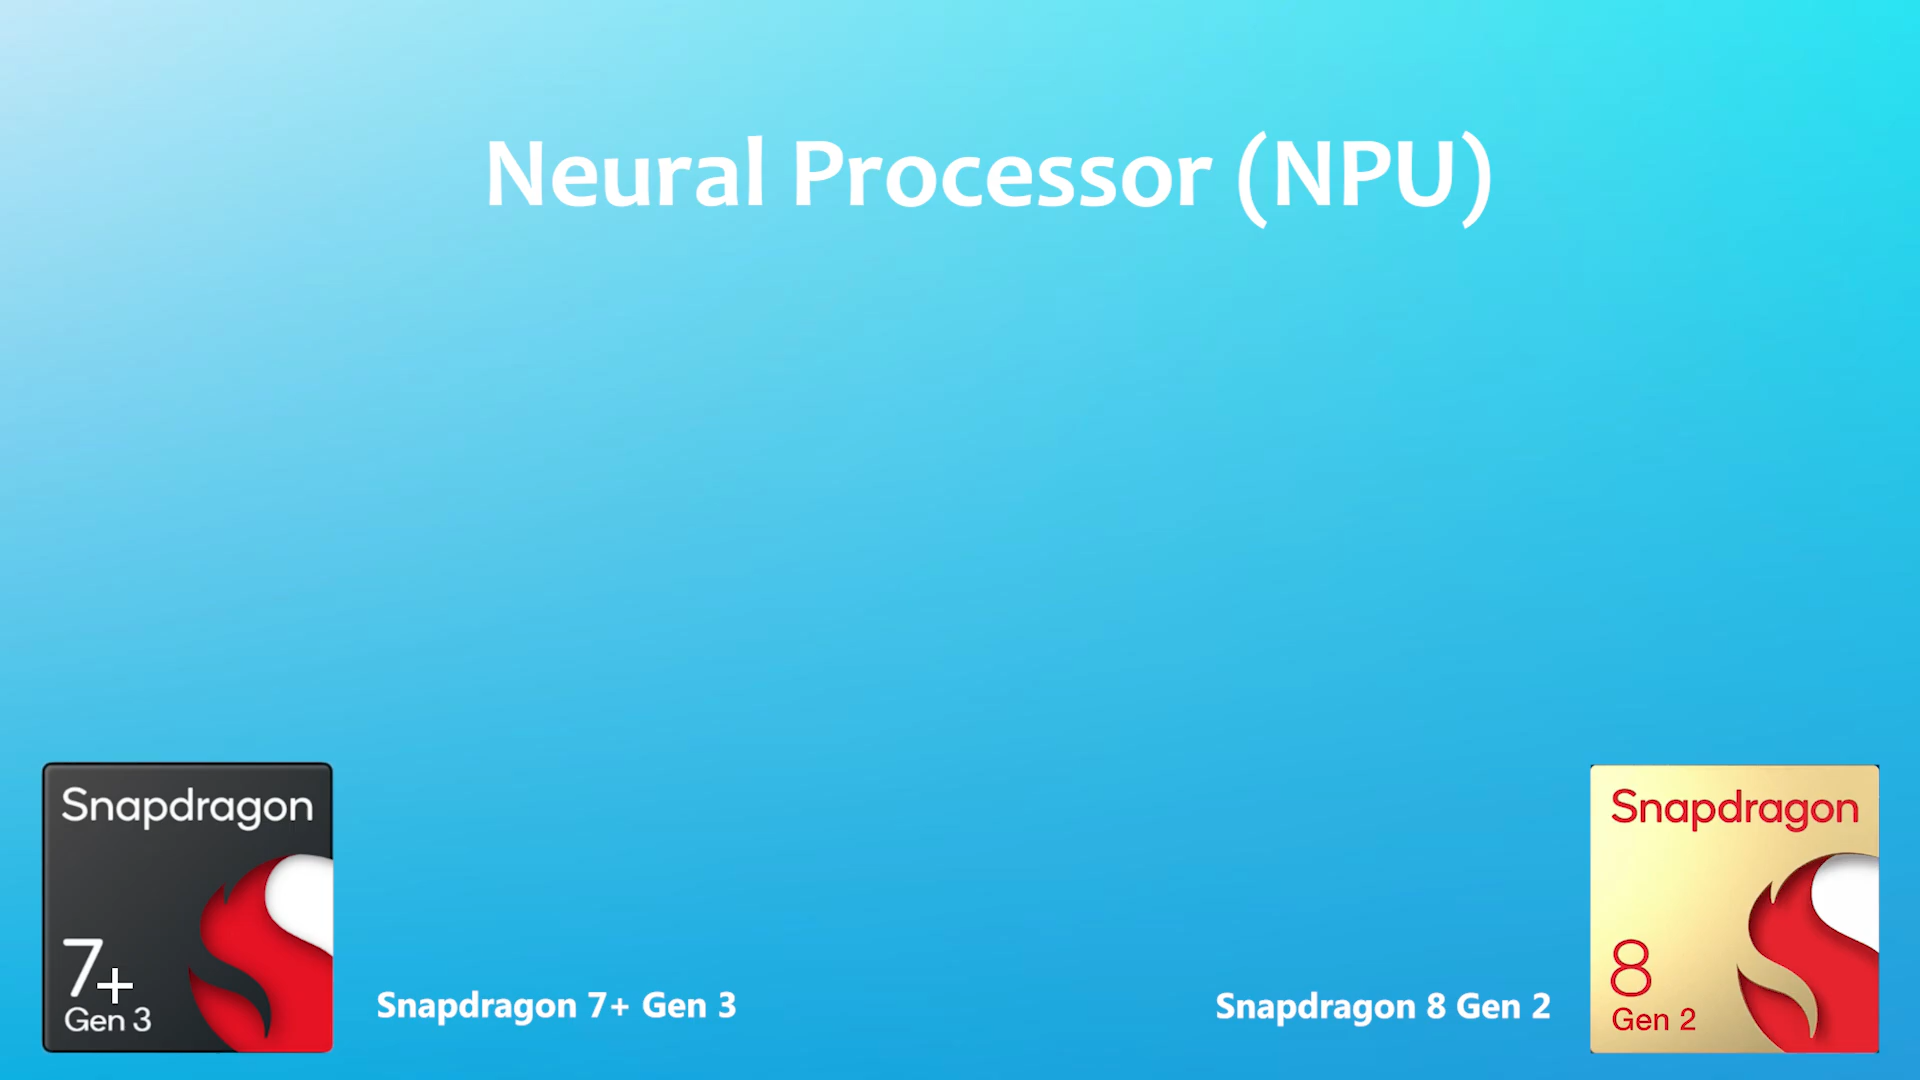 Neural Processor (NPU)
Snapdragon
7+
Gen 3
Snapdragon 7+ Gen 3
Snapdragon 8 Gen 2
Snapdragon
8
Gen 2